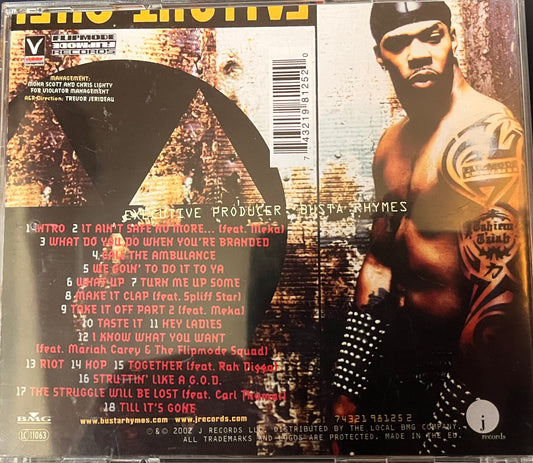 V
FLIPMODE
FLIPMODE
RECORDS
MANAGEMENT:
MONA SCOTT AND CHRIS LIGHTY
FOR VIOLATOR MANAGEMENT
A&R-Direction: TREVOR JERIDEAU
7 43219 81252 0
EXECUTIVE PRODUCER: BUSTA RHYMES
1 INTRO 2 IT AIN'T SAFE NO MORE... (feat. Meka)
3 WHAT DO YOU DO WHEN YOU'RE BRANDED
4 CALL THE AMBULANCE
5 WE GOIN' TO DO IT TO YA
6 WHAT UP 7 TURN ME UP SOME
8 MAKE IT CLAP (feat. Spliff Star)
9 TAKE IT OFF PART 2 (feat. Meka)
10 TASTE IT 11 HEY LADIES
12 I KNOW WHAT YOU WANT
(feat. Mariah Carey & The Flipmode Squad)
13 RIOT 14 HOP 15 TOGETHER (feat. Rah Digga)
16 STRUTTIN' LIKE A G.O.D.
17 THE STRUGGLE WILL BE LOST (feat. Carl Thomas)
18 TILL IT'S GONE
www.bustarhymes.com www.jrecords.com
74321 98125 2
BMG
LC 11063
℗ & © 2002 J RECORDS LLC. DISTRIBUTED BY THE LOCAL BMG COMPANY.
ALL TRADEMARKS AND LOGOS ARE PROTECTED. MADE IN THE EU.
j
records